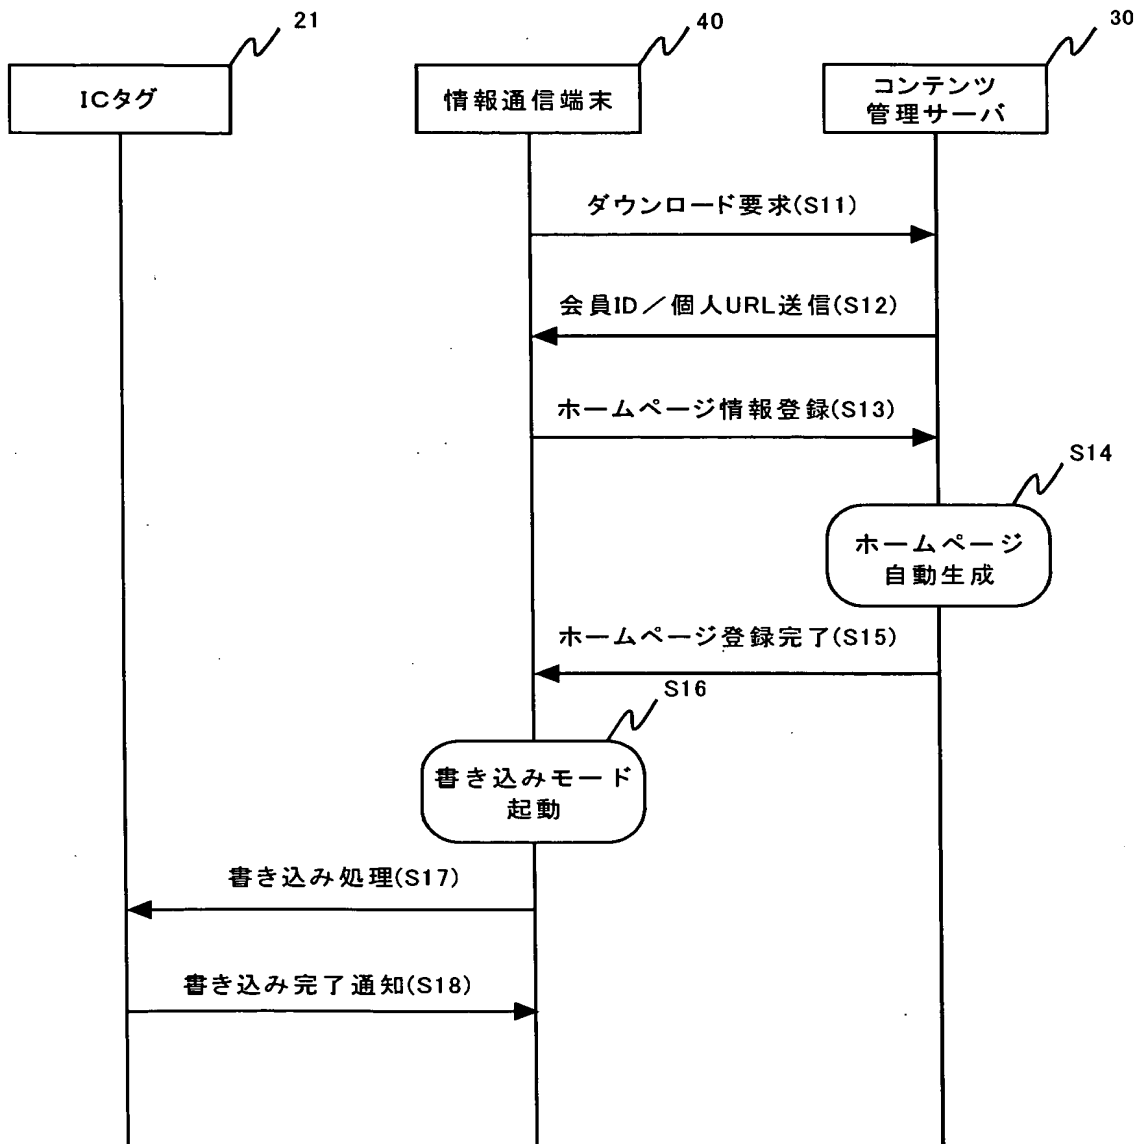 21
40
30
ICタグ
情報通信端末
コンテンツ
管理サーバ
ダウンロード要求(S11)
会員ID／個人URL送信(S12)
ホームページ情報登録(S13)
S14
ホームページ
自動生成
ホームページ登録完了(S15)
S16
書き込みモード
起動
書き込み処理(S17)
書き込み完了通知(S18)